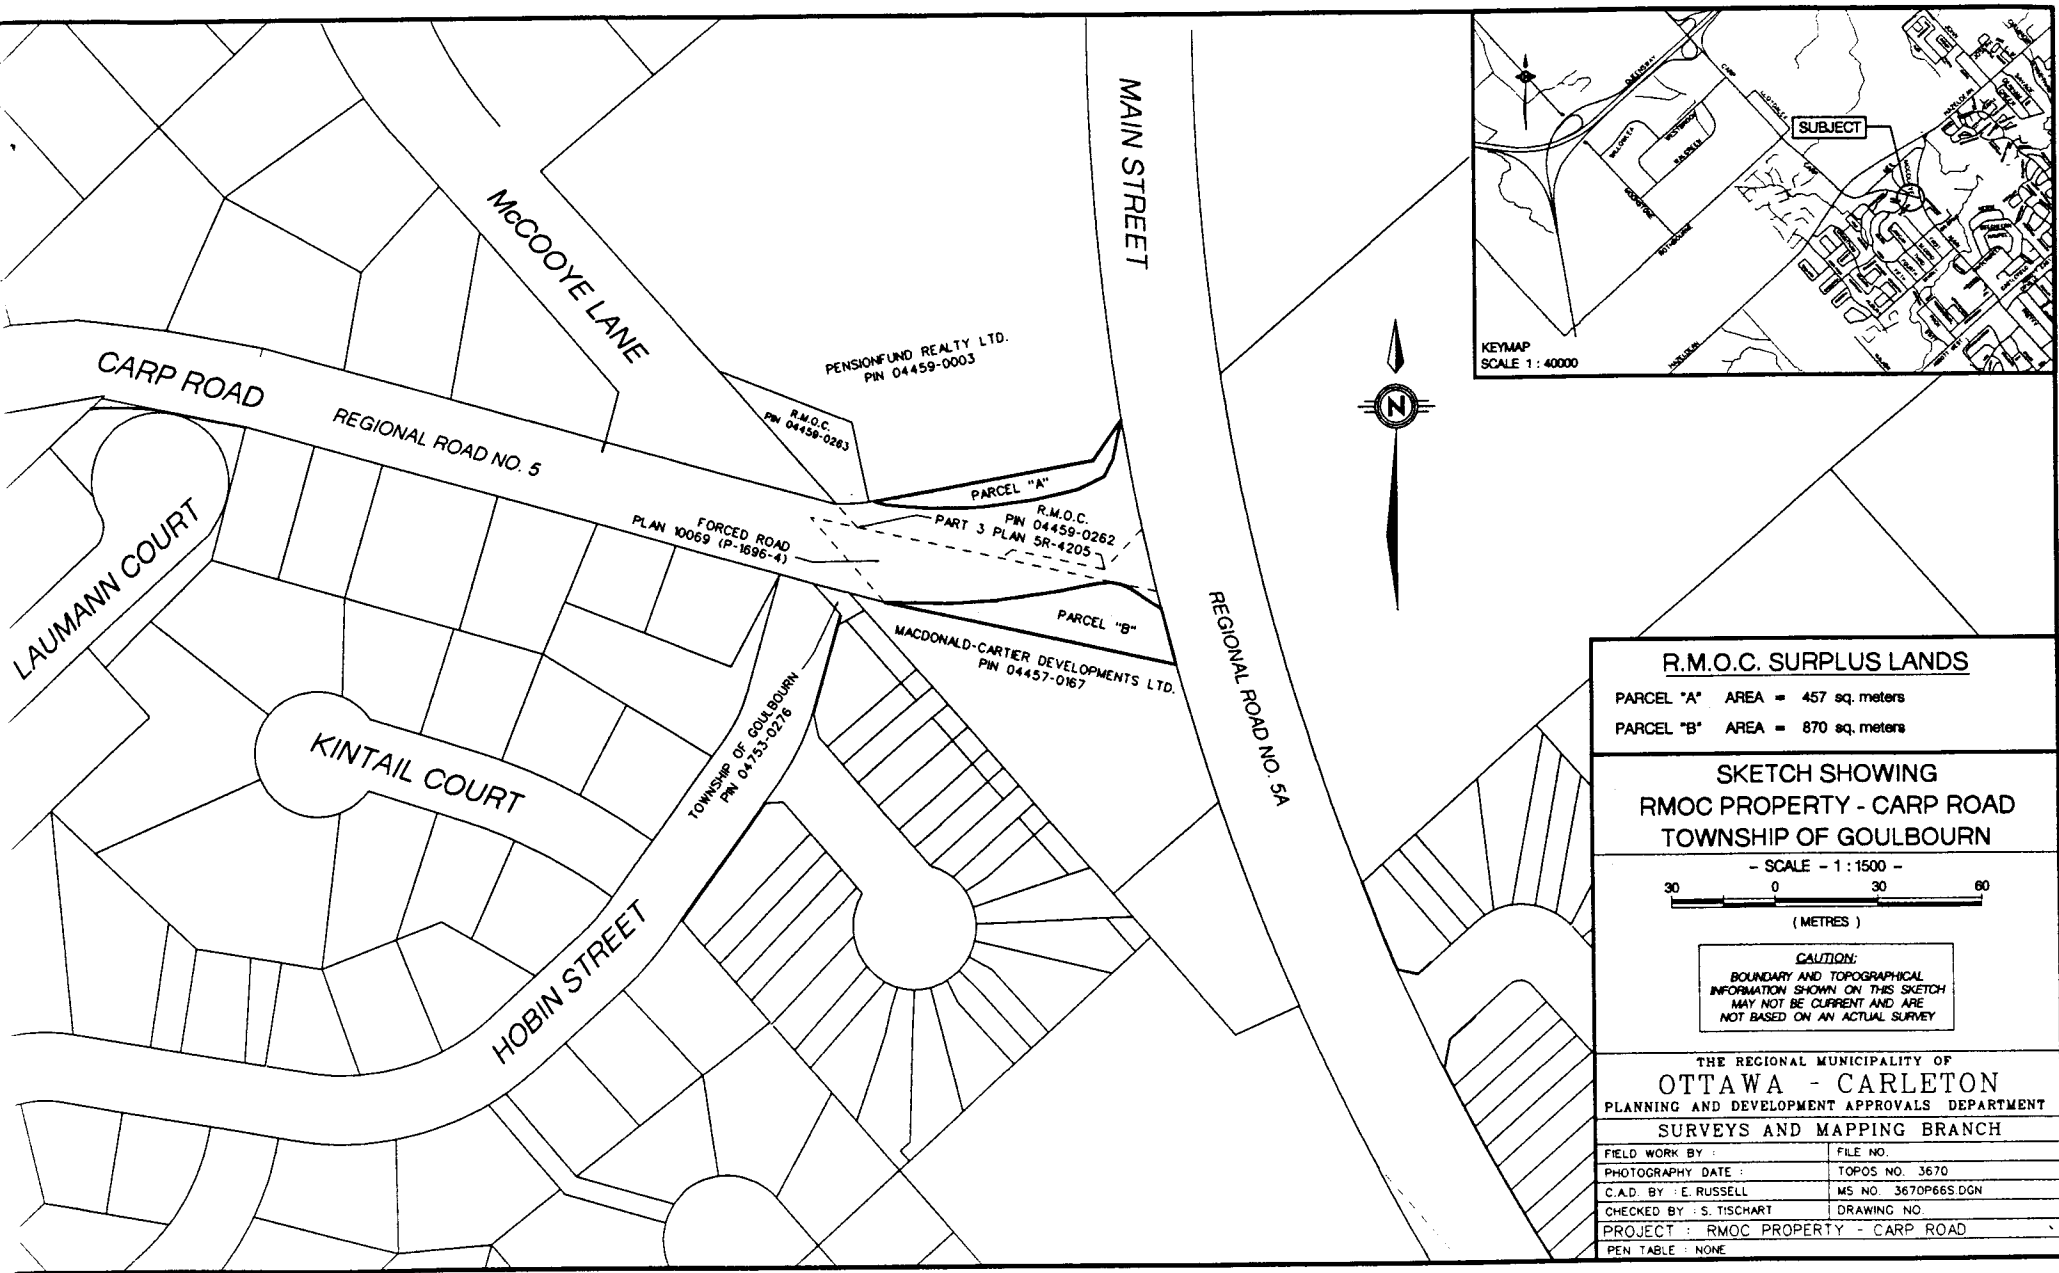 MAIN STREET
McCOOYE LANE
CARP ROAD
REGIONAL ROAD NO. 5
PENSIONFUND REALTY LTD.
PIN 04459-0003
R.M.O.C.
PIN 04459-0263
PARCEL "A"
R.M.O.C.
PIN 04459-0262
PART 3 PLAN 5R-4205
FORCED ROAD
PLAN 10069 (P-1696-4)
PARCEL "B"
MACDONALD-CARTIER DEVELOPMENTS LTD.
PIN 04457-0167
REGIONAL ROAD NO. 5A
LAUMANN COURT
KINTAIL COURT
TOWNSHIP OF GOULBOURN
PIN 04753-0276
HOBIN STREET
N
SUBJECT
QUEENSWAY
CARP
WESTBROOK
CARP
HAZELDEAN
HAZELDEAN
KEYMAP
SCALE 1 : 40000
R.M.O.C. SURPLUS LANDS
PARCEL "A" AREA = 457 sq. meters
PARCEL "B" AREA = 870 sq. meters
SKETCH SHOWING
RMOC PROPERTY - CARP ROAD
TOWNSHIP OF GOULBOURN
- SCALE - 1 : 1500 -
30 0 30 60
( METRES )
CAUTION:
BOUNDARY AND TOPOGRAPHICAL
INFORMATION SHOWN ON THIS SKETCH
MAY NOT BE CURRENT AND ARE
NOT BASED ON AN ACTUAL SURVEY
THE REGIONAL MUNICIPALITY OF
OTTAWA - CARLETON
PLANNING AND DEVELOPMENT APPROVALS DEPARTMENT
SURVEYS AND MAPPING BRANCH
FIELD WORK BY : FILE NO.
PHOTOGRAPHY DATE : TOPOS NO. 3670
C.A.D. BY : E. RUSSELL MS NO. 3670P66S.DGN
CHECKED BY : S. TISCHART DRAWING NO.
PROJECT : RMOC PROPERTY - CARP ROAD
PEN TABLE : NONE